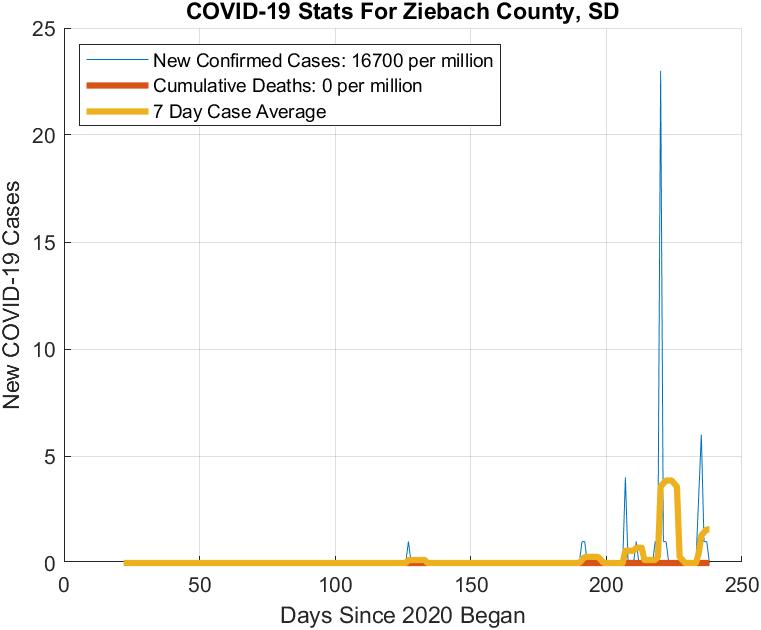 COVID-19 Stats For Ziebach County, SD
New Confirmed Cases: 16700 per million
Cumulative Deaths: 0 per million
7 Day Case Average
New COVID-19 Cases
25
20
15
10
5
0
0 50 100 150 200 250
Days Since 2020 Began